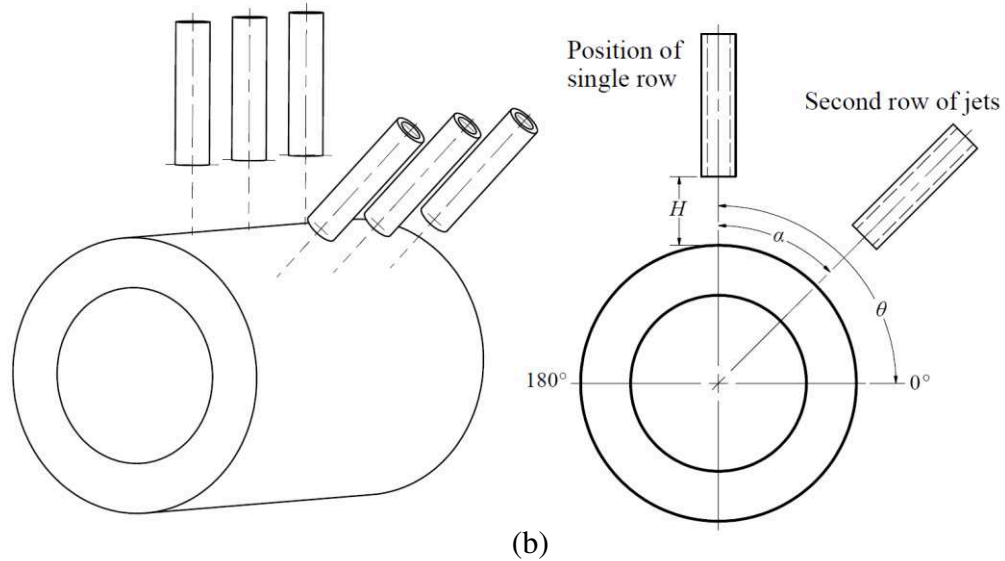 Position of
single row
Second row of jets
H
α
θ
180°
0°
(b)